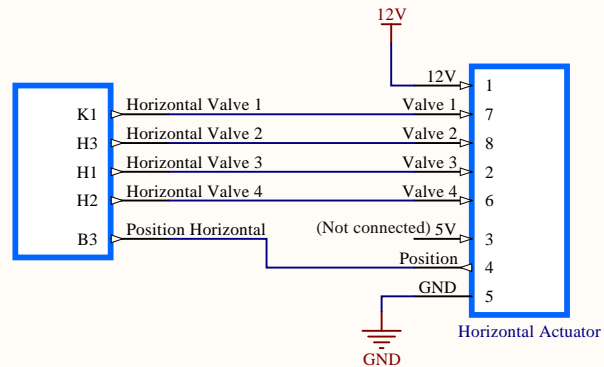 12V
12V 1
K1 Horizontal Valve 1 Valve 1 7
H3 Horizontal Valve 2 Valve 2 8
H1 Horizontal Valve 3 Valve 3 2
H2 Horizontal Valve 4 Valve 4 6
B3 Position Horizontal (Not connected) 5V 3
Position 4
GND 5
Horizontal Actuator
GND